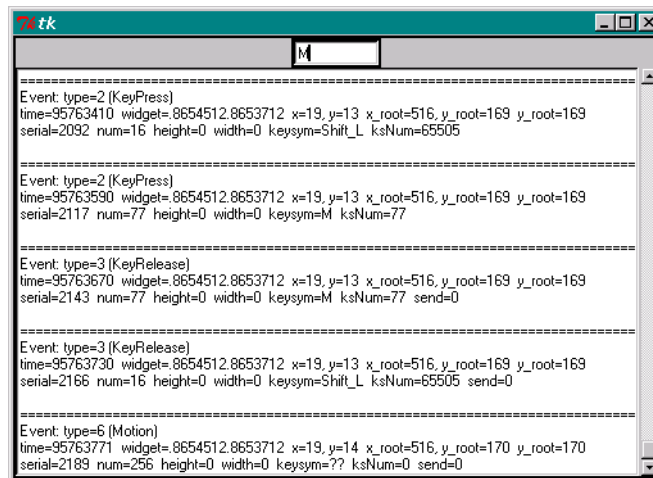 tk
M
================================================================================
Event: type=2 (KeyPress)
time=95763410 widget=.8654512.8653712 x=19, y=13 x_root=516, y_root=169 y_root=169
serial=2092 num=16 height=0 width=0 keysym=Shift_L ksNum=65505
================================================================================
Event: type=2 (KeyPress)
time=95763590 widget=.8654512.8653712 x=19, y=13 x_root=516, y_root=169 y_root=169
serial=2117 num=77 height=0 width=0 keysym=M ksNum=77
================================================================================
Event: type=3 (KeyRelease)
time=95763670 widget=.8654512.8653712 x=19, y=13 x_root=516, y_root=169 y_root=169
serial=2143 num=77 height=0 width=0 keysym=M ksNum=77 send=0
================================================================================
Event: type=3 (KeyRelease)
time=95763730 widget=.8654512.8653712 x=19, y=13 x_root=516, y_root=169 y_root=169
serial=2166 num=16 height=0 width=0 keysym=Shift_L ksNum=65505 send=0
================================================================================
Event: type=6 (Motion)
time=95763771 widget=.8654512.8653712 x=19, y=14 x_root=516, y_root=170 y_root=170
serial=2189 num=256 height=0 width=0 keysym=?? ksNum=0 send=0